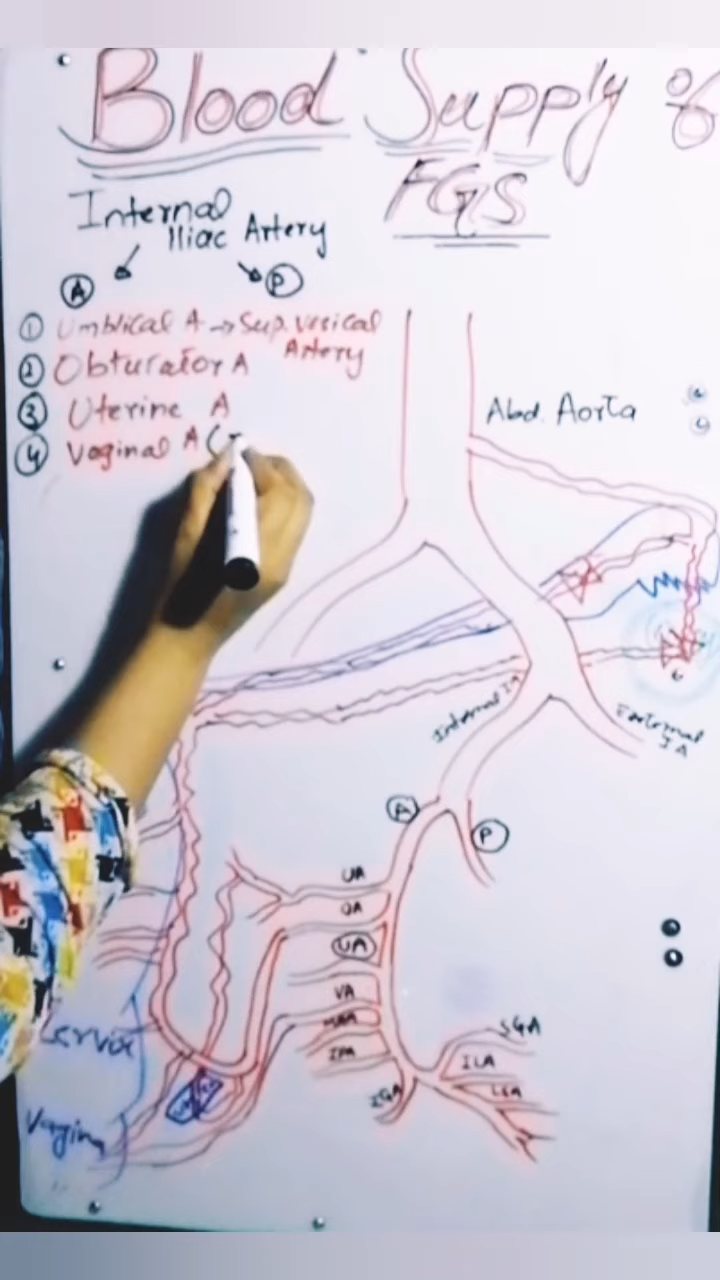 Blood Supply of
FGS
Internal
Iliac Artery
A P
① Umblical A → Sup. Vesical
Artery
② Obturator A
③ Uterine A
④ Vaginal A (
Abd. Aorta
Internal IA
External
IA
A
P
UA
OA
UA
VA
MRA
IPA
IGA
SGA
ILA
LSA
Cervix
Vagina